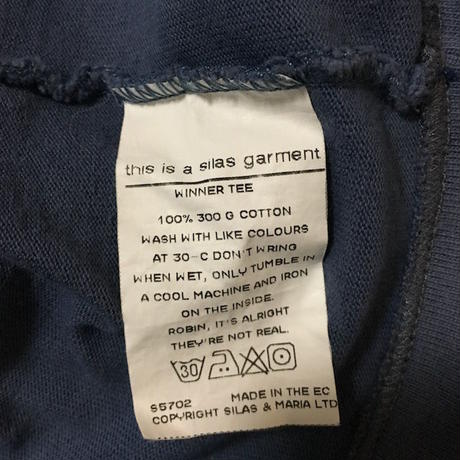 this is a silas garment
WINNER TEE
100% 300 G COTTON
WASH WITH LIKE COLOURS
AT 30-C DON'T WRING
WHEN WET, ONLY TUMBLE IN
A COOL MACHINE AND IRON
ON THE INSIDE.
ROBIN, IT'S ALRIGHT
THEY'RE NOT REAL.
30
S5702 MADE IN THE EC
COPYRIGHT SILAS & MARIA LTD